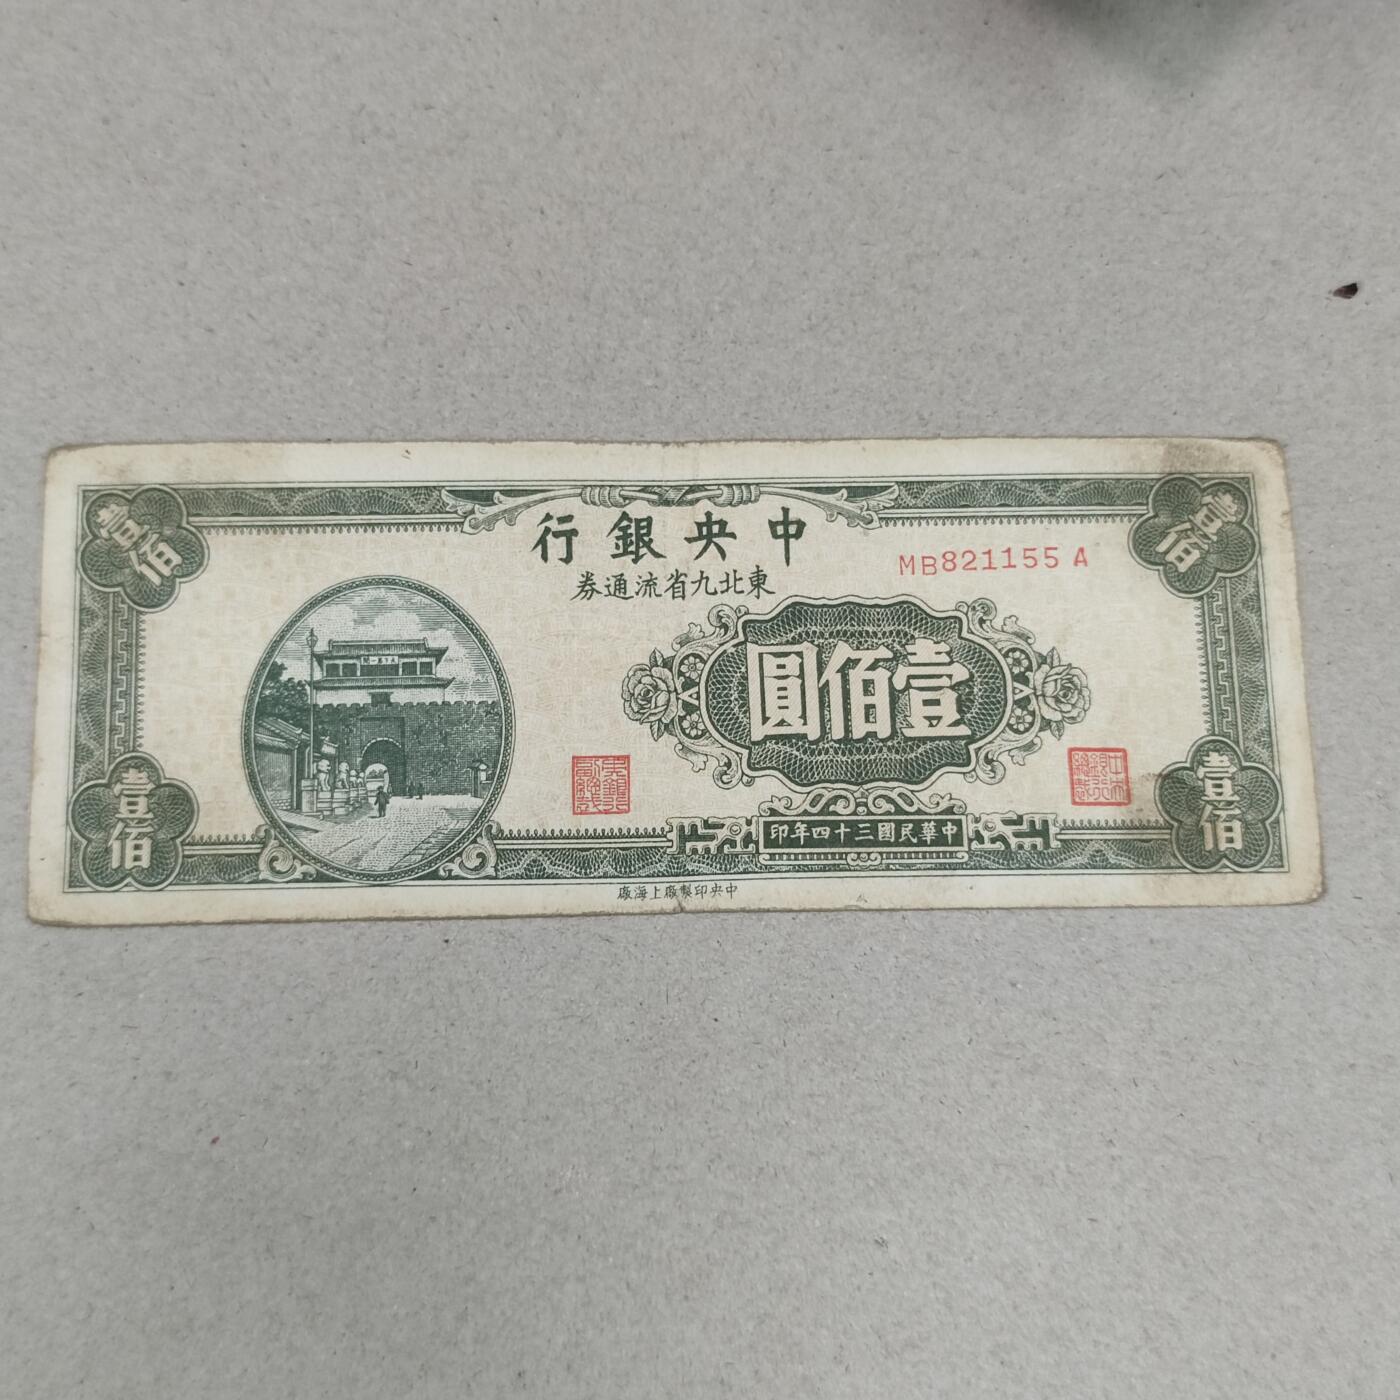 中央銀行
東北九省流通券
MB821155 A
壹佰
壹佰
壹佰圓
壹佰
壹佰
中華民國三十四年印
中央印製廠上海廠